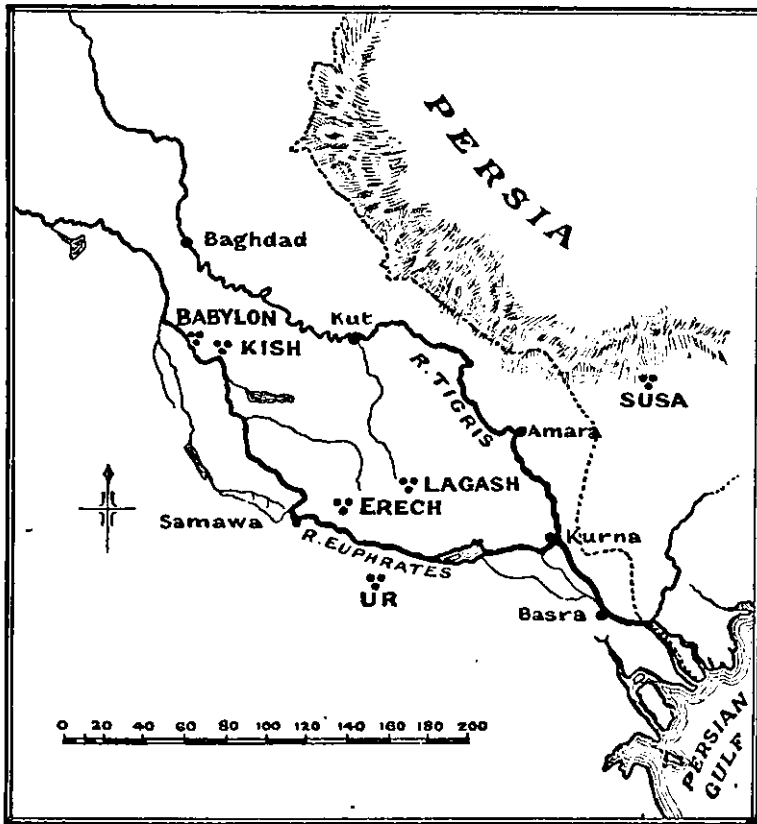 PERSIA
Baghdad
BABYLON
Kut
KISH
R. TIGRIS
SUSA
Amara
LAGASH
ERECH
Samawa
R. EUPHRATES
Kurna
UR
Basra
0 20 40 60 80 100 120 140 160 180 200
PERSIAN
GULF